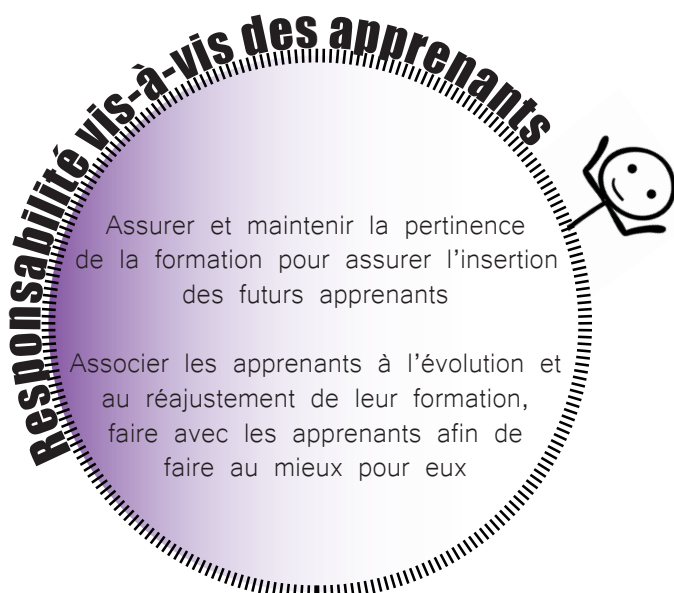 Responsabilité vis-à-vis des apprenants
Assurer et maintenir la pertinence
de la formation pour assurer l'insertion
des futurs apprenants
Associer les apprenants à l'évolution et
au réajustement de leur formation,
faire avec les apprenants afin de
faire au mieux pour eux